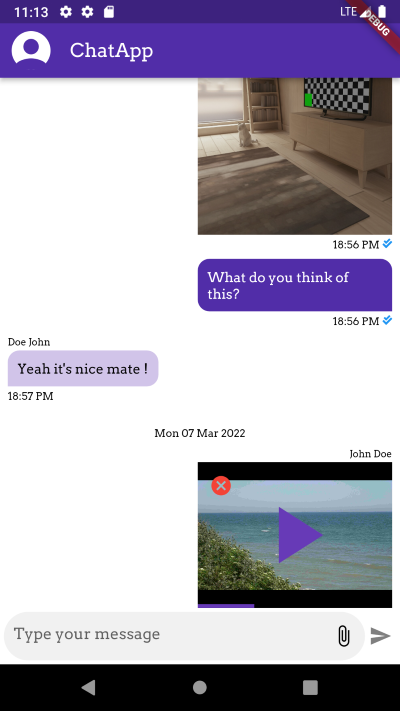 11:13
LTE
DEBUG
ChatApp
18:56 PM
What do you think of
this?
18:56 PM
Doe John
Yeah it's nice mate !
18:57 PM
Mon 07 Mar 2022
John Doe
Type your message